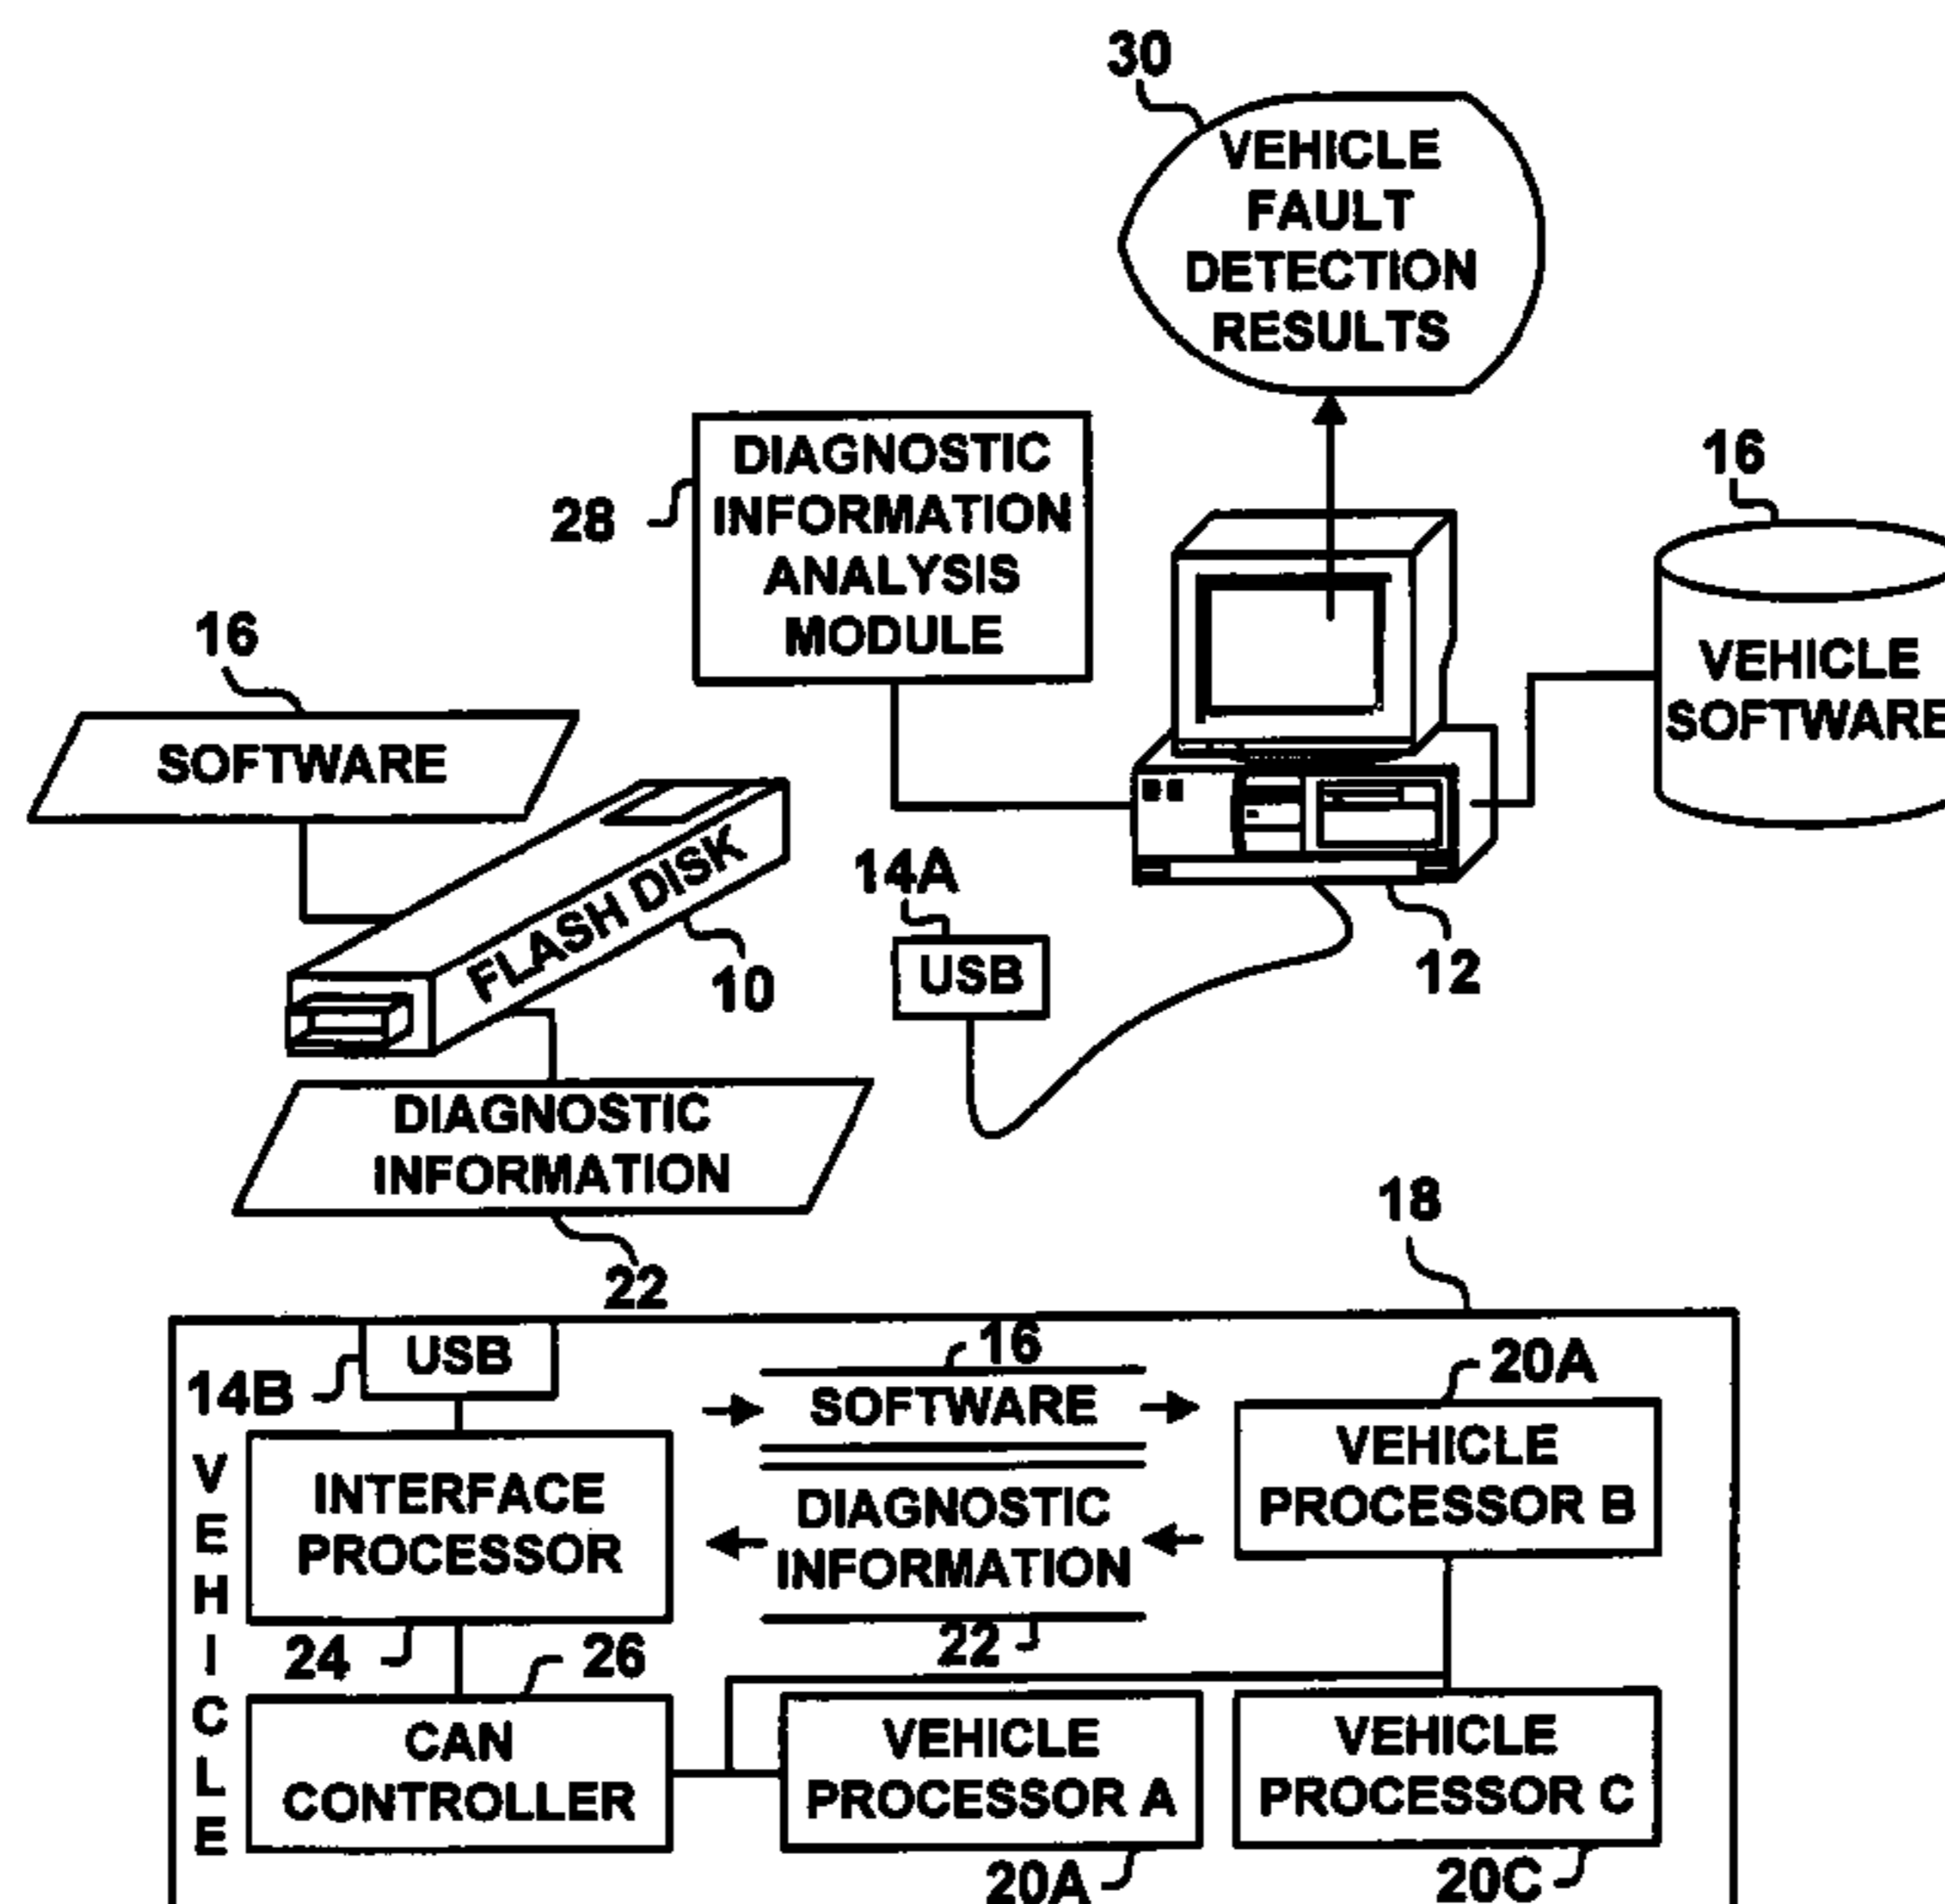 30
VEHICLE
FAULT
DETECTION
RESULTS
28
DIAGNOSTIC
INFORMATION
ANALYSIS
MODULE
16
VEHICLE
SOFTWARE
16
SOFTWARE
FLASH DISK
10
14A
USB
12
DIAGNOSTIC
INFORMATION
22
18
VEHICLE
14B
USB
16
SOFTWARE
20A
VEHICLE
PROCESSOR B
INTERFACE
PROCESSOR
24
DIAGNOSTIC
INFORMATION
22
26
CAN
CONTROLLER
VEHICLE
PROCESSOR A
20A
VEHICLE
PROCESSOR C
20C